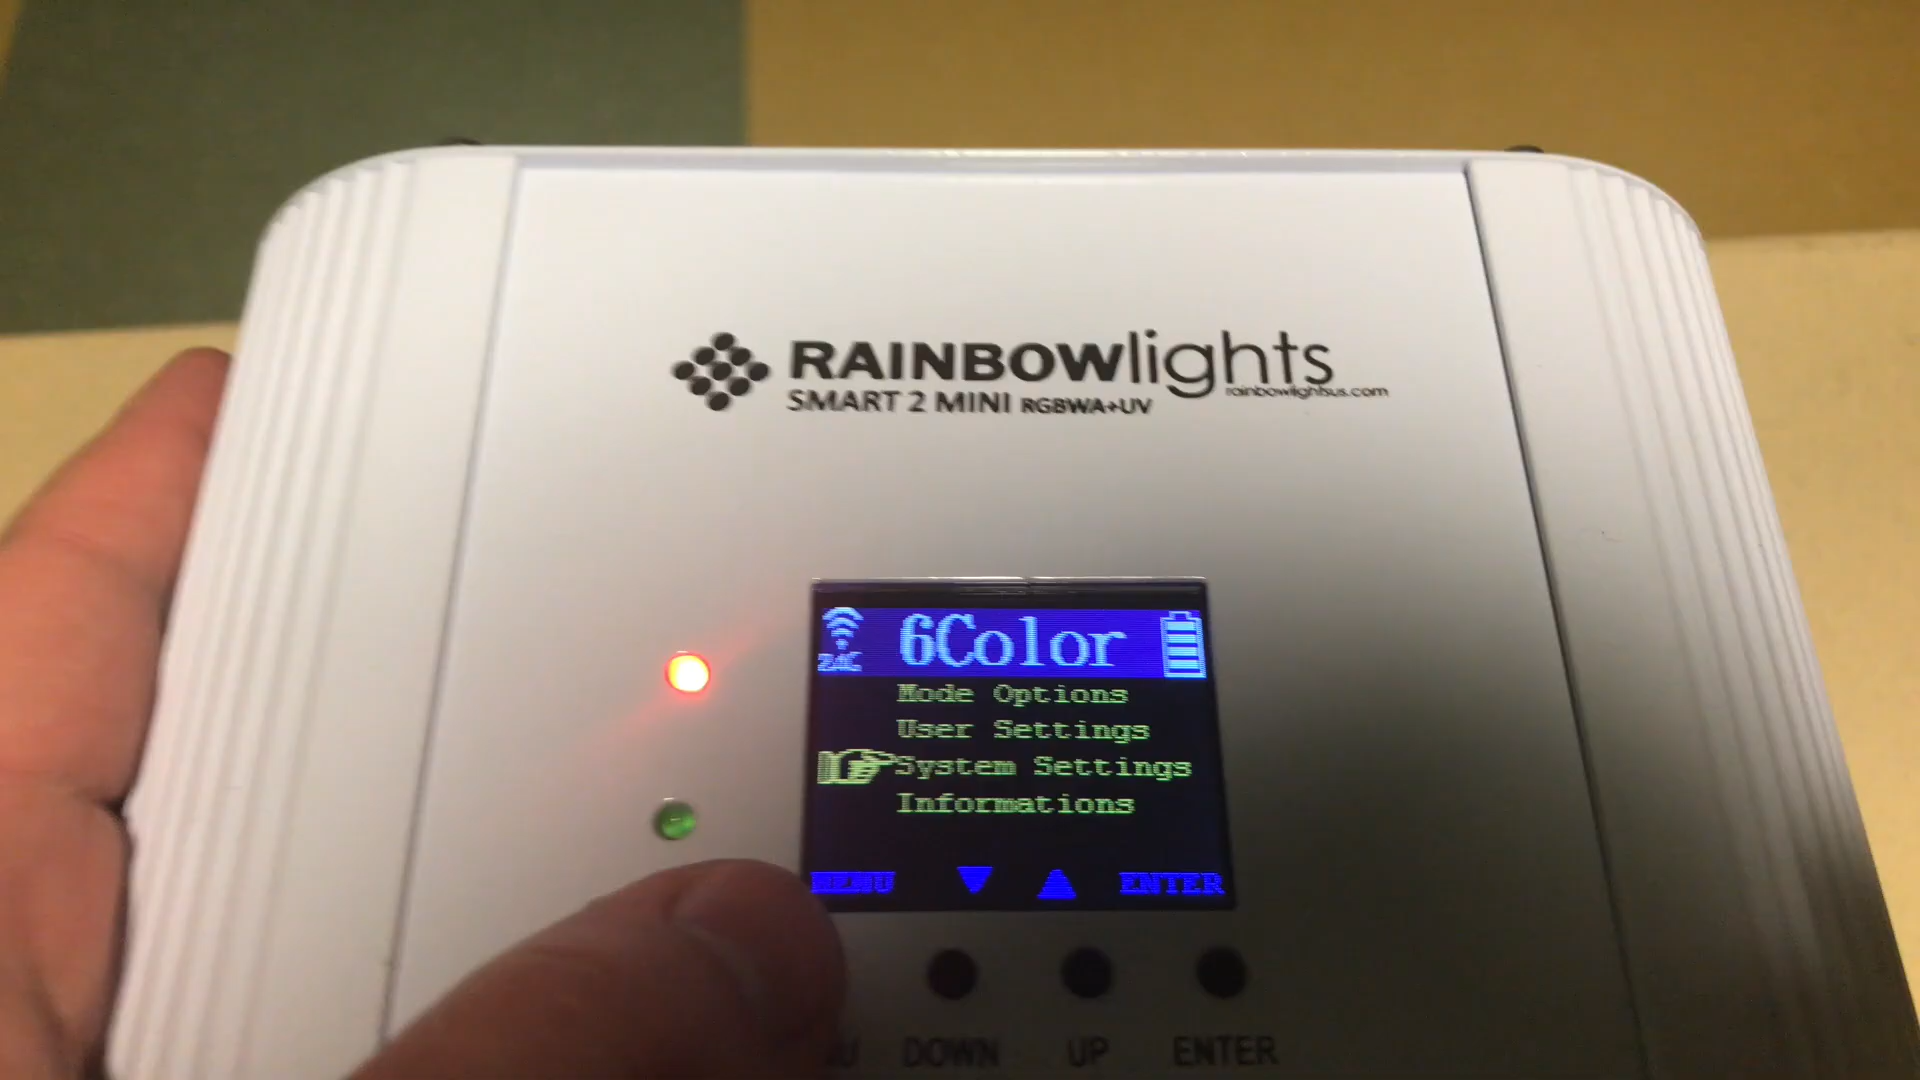 RAINBOWlights
rainbowlightsus.com
SMART 2 MINI RGBWA+UV
6Color
Mode Options
User Settings
System Settings
Informations
MENU ▼ ▲ ENTER
DOWN UP ENTER